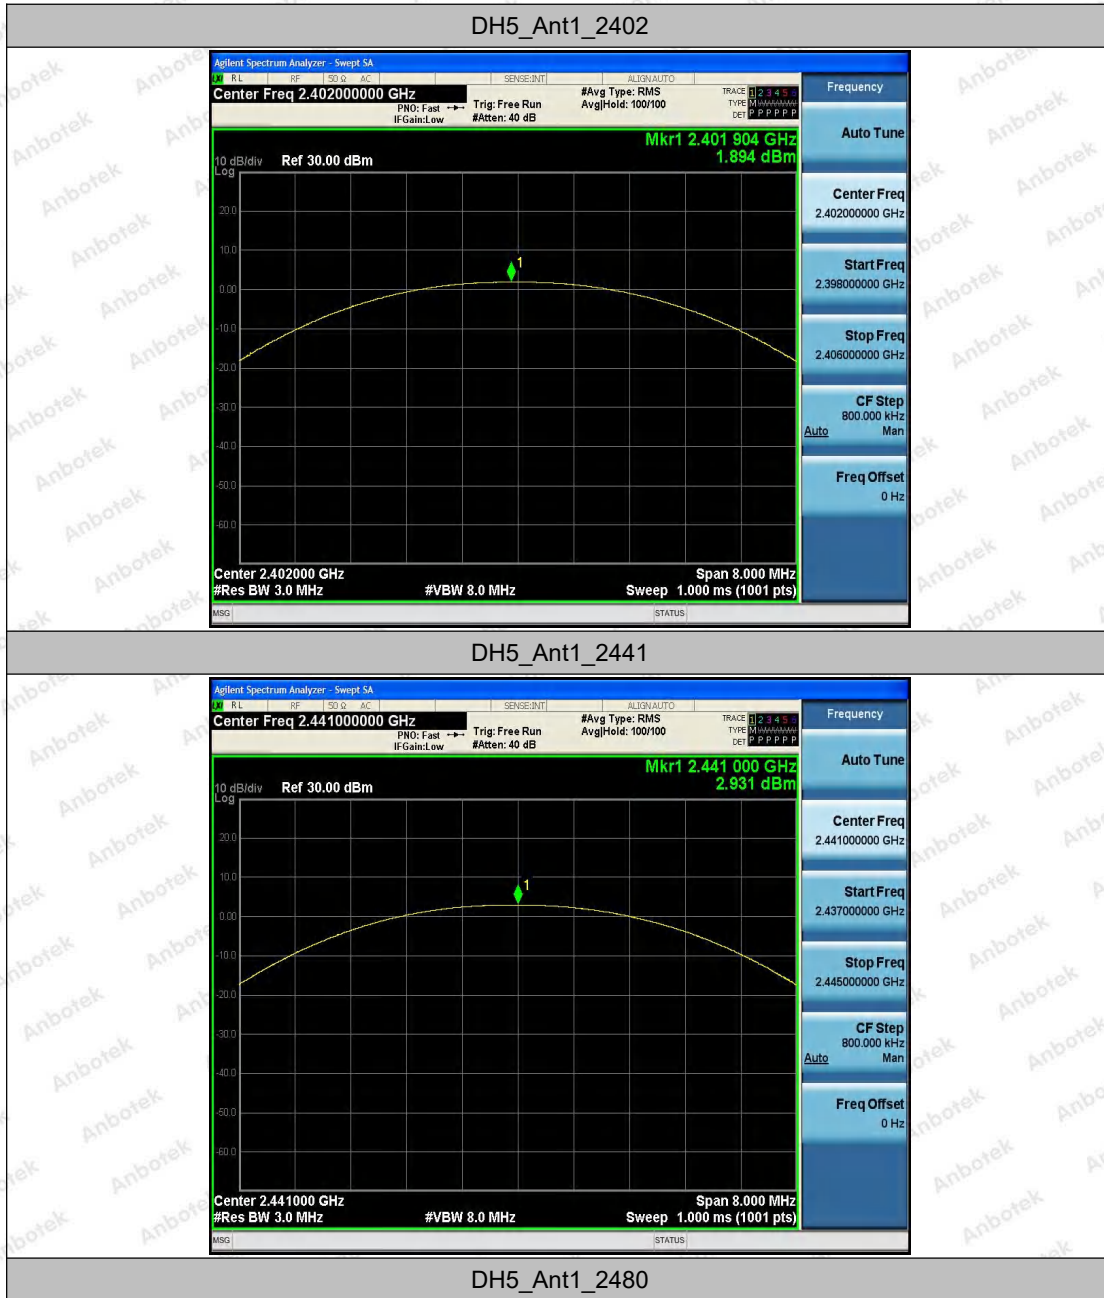 DH5_Ant1_2402
Agilent Spectrum Analyzer - Swept SA
RL RF 50 Ω AC SENSE:INT ALIGNAUTO
Center Freq 2.402000000 GHz
PNO: Fast
IFGain:Low
Trig: Free Run
#Atten: 40 dB
#Avg Type: RMS
Avg|Hold: 100/100
TRACE 1 2 3 4 5 6
TYPE M
DET P P P P P P
Mkr1 2.401 904 GHz
1.894 dBm
10 dB/div Ref 30.00 dBm
Log
20.0
10.0
0.00
-10.0
-20.0
-30.0
-40.0
-50.0
-60.0
1
Center 2.402000 GHz
#Res BW 3.0 MHz
#VBW 8.0 MHz
Span 8.000 MHz
Sweep 1.000 ms (1001 pts)
MSG STATUS
Frequency
Auto Tune
Center Freq
2.402000000 GHz
Start Freq
2.398000000 GHz
Stop Freq
2.406000000 GHz
CF Step
800.000 kHz
Auto Man
Freq Offset
0 Hz
DH5_Ant1_2441
Agilent Spectrum Analyzer - Swept SA
RL RF 50 Ω AC SENSE:INT ALIGNAUTO
Center Freq 2.441000000 GHz
PNO: Fast
IFGain:Low
Trig: Free Run
#Atten: 40 dB
#Avg Type: RMS
Avg|Hold: 100/100
TRACE 1 2 3 4 5 6
TYPE M
DET P P P P P P
Mkr1 2.441 000 GHz
2.931 dBm
10 dB/div Ref 30.00 dBm
Log
20.0
10.0
0.00
-10.0
-20.0
-30.0
-40.0
-50.0
-60.0
1
Center 2.441000 GHz
#Res BW 3.0 MHz
#VBW 8.0 MHz
Span 8.000 MHz
Sweep 1.000 ms (1001 pts)
MSG STATUS
Frequency
Auto Tune
Center Freq
2.441000000 GHz
Start Freq
2.437000000 GHz
Stop Freq
2.445000000 GHz
CF Step
800.000 kHz
Auto Man
Freq Offset
0 Hz
DH5_Ant1_2480
Anbotek